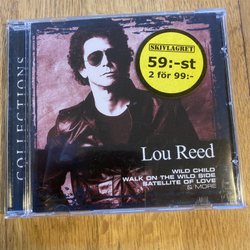 COLLECTIONS
SKIVLAGRET
59:-st
2 för 99:-
Lou Reed
WILD CHILD
WALK ON THE WILD SIDE
SATELLITE OF LOVE
& MORE